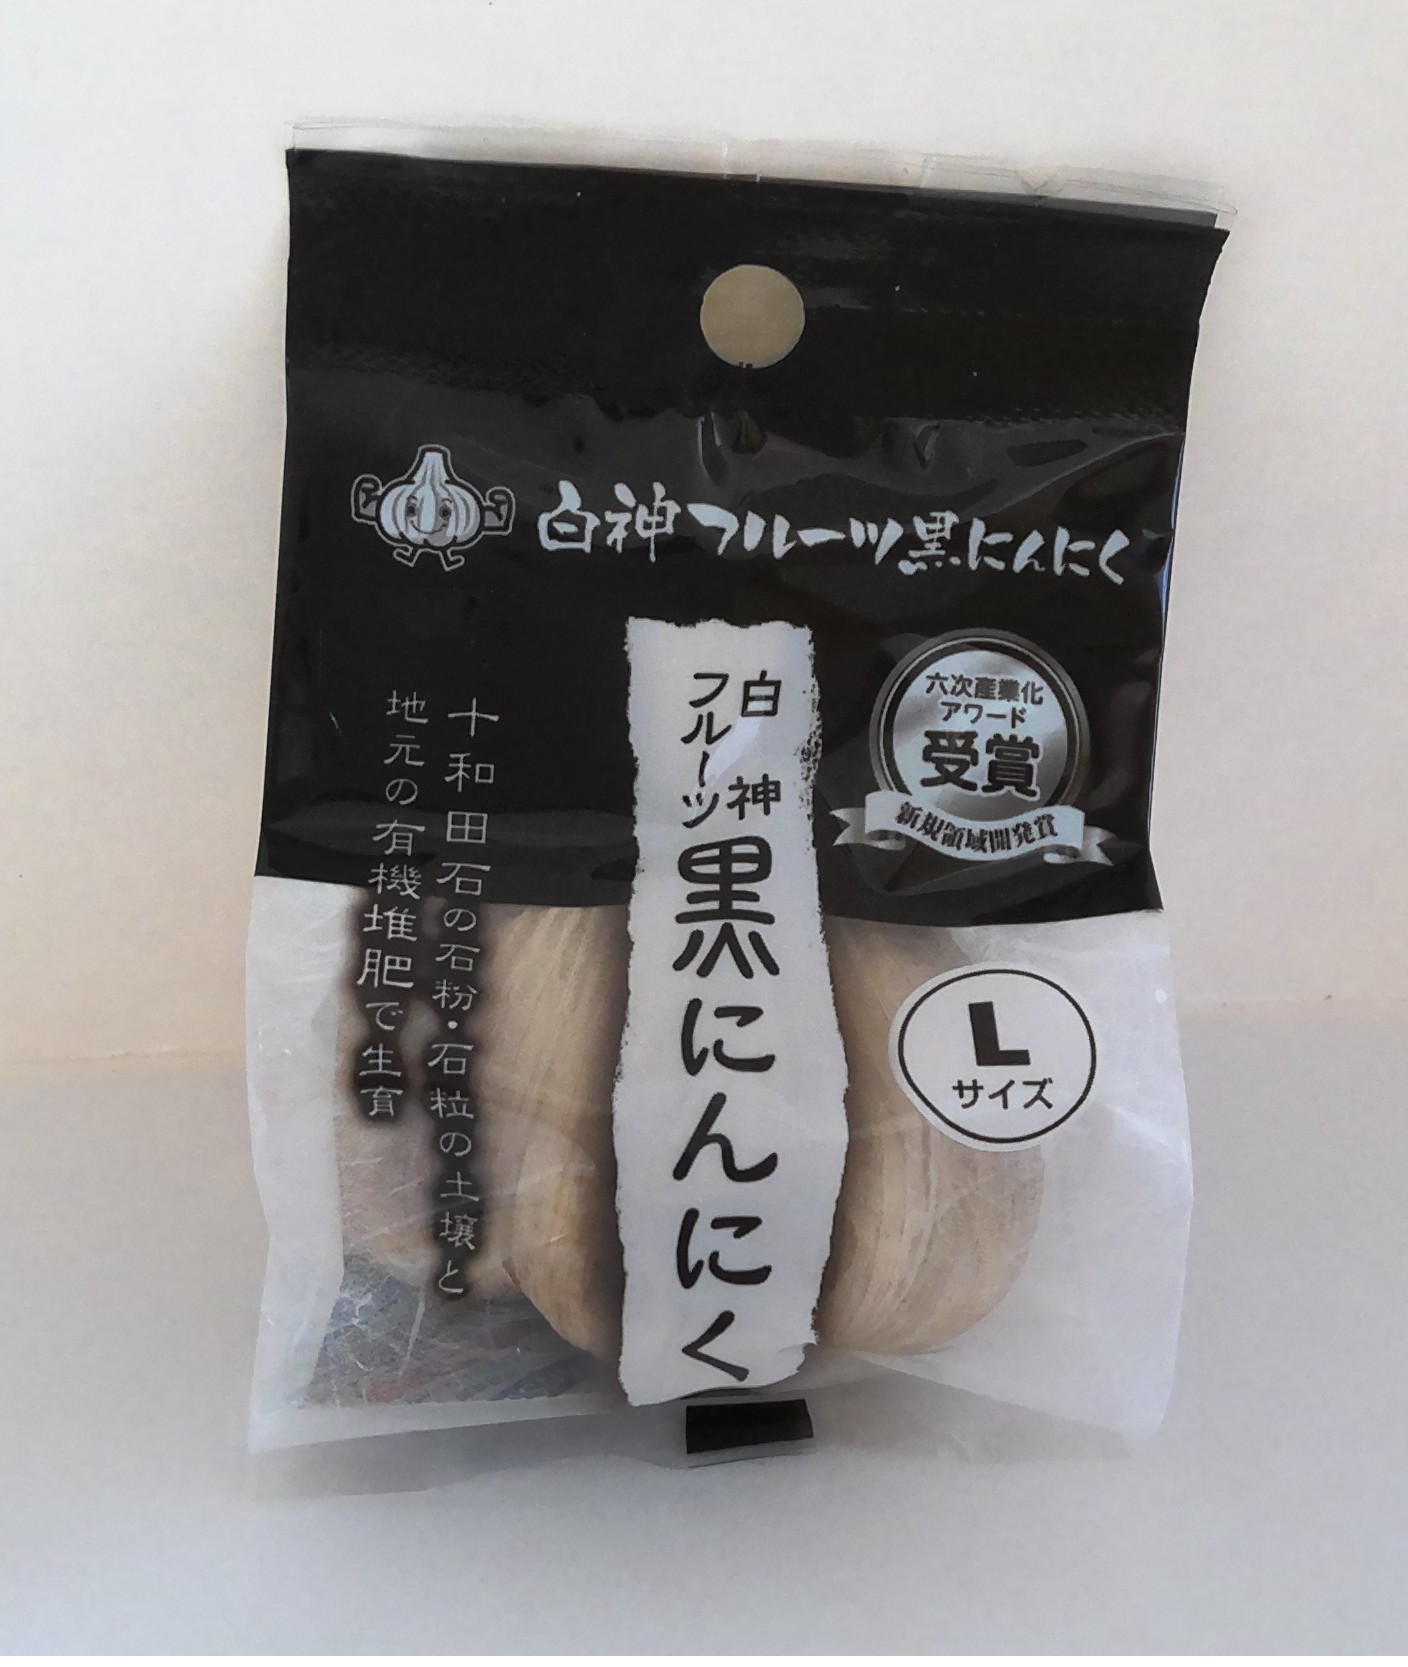 白神フルーツ黒にんにく
白神
フルーツ
黒にんにく
六次産業化
アワード
受賞
新規領域開発賞
十和田石の石粉・石粒の土壌と
地元の有機堆肥で生育
L
サイズ